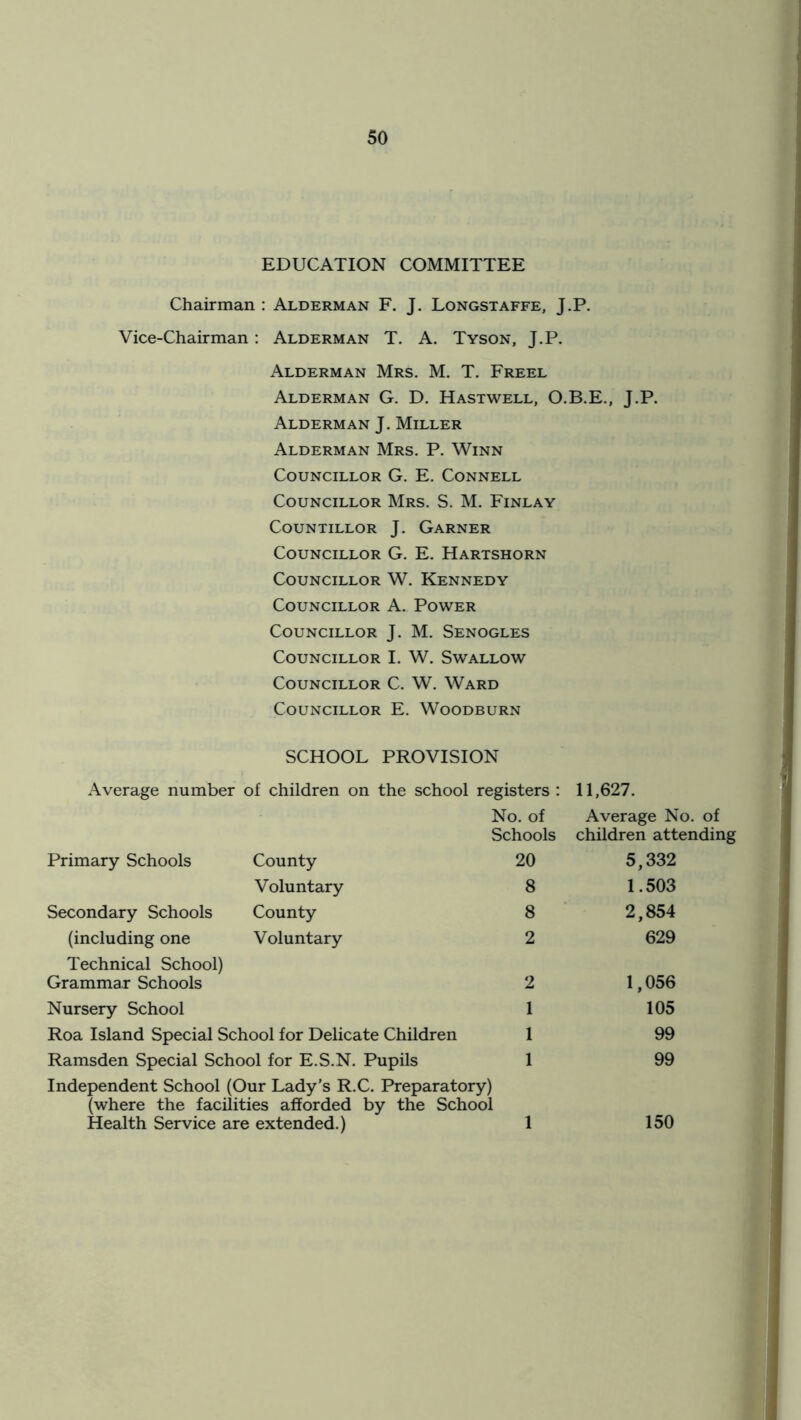 50
EDUCATION COMMITTEE
Chairman : Alderman F. J. Longstaffe, J.P.
Vice-Chairman : Alderman T. A. Tyson, J.P.
Alderman Mrs. M. T. Freel
Alderman G. D. Hastwell, O.B.E., J.P.
Alderman J. Miller
Alderman Mrs. P. Winn
Councillor G. E. Connell
Councillor Mrs. S. M. Finlay
Countillor J. Garner
Councillor G. E. Hartshorn
Councillor W. Kennedy
Councillor A. Power
Councillor J. M. Senogles
Councillor I. W. Swallow
Councillor C. W. Ward
Councillor E. Woodburn
SCHOOL PROVISION
Average number of children on the school registers : 11,627.
No. of Average No. of
Schools children attending
Primary Schools County 20 5,332
Voluntary 8 1.503
Secondary Schools County 8 2,854
(including one Voluntary 2 629
Technical School)
Grammar Schools 2 1,056
Nursery School 1 105
Roa Island Special School for Delicate Children 1 99
Ramsden Special School for E.S.N. Pupils 1 99
Independent School (Our Lady's R.C. Preparatory)
(where the facilities afforded by the School
Health Service are extended.) 1 150